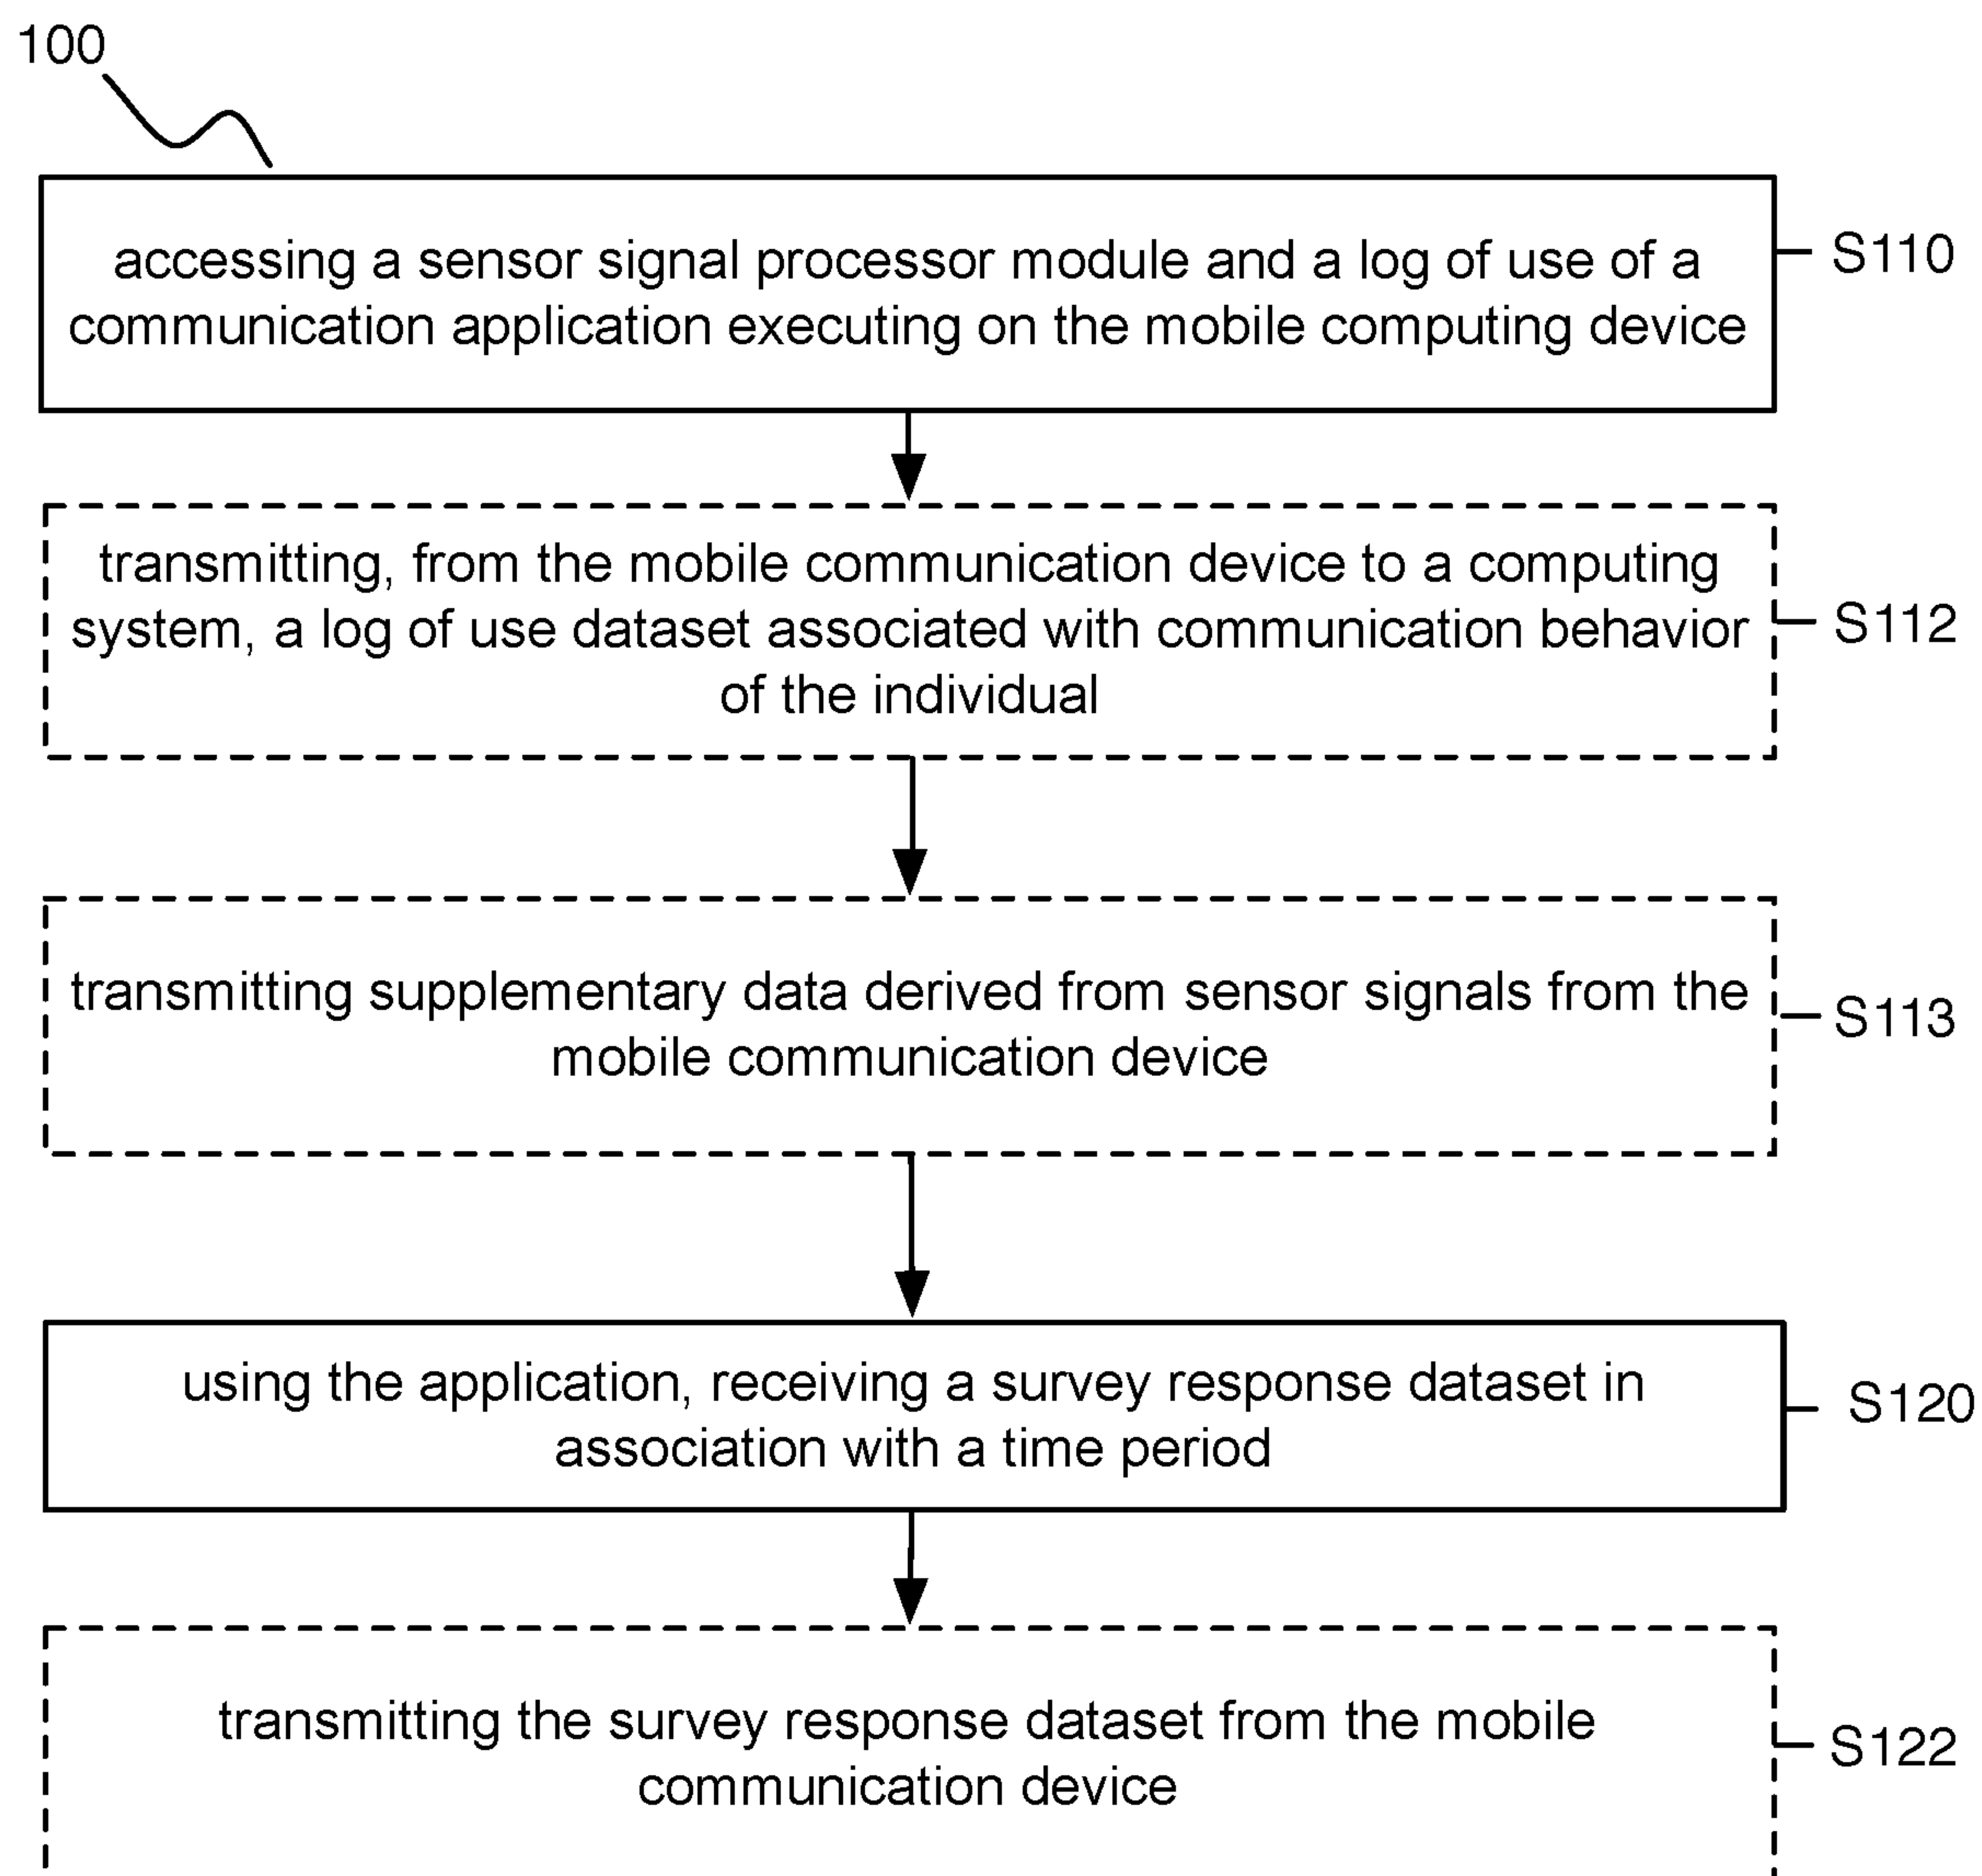 100
accessing a sensor signal processor module and a log of use of a
communication application executing on the mobile computing device
S110
transmitting, from the mobile communication device to a computing
system, a log of use dataset associated with communication behavior
of the individual
S112
transmitting supplementary data derived from sensor signals from the
mobile communication device
S113
using the application, receiving a survey response dataset in
association with a time period
S120
transmitting the survey response dataset from the mobile
communication device
S122